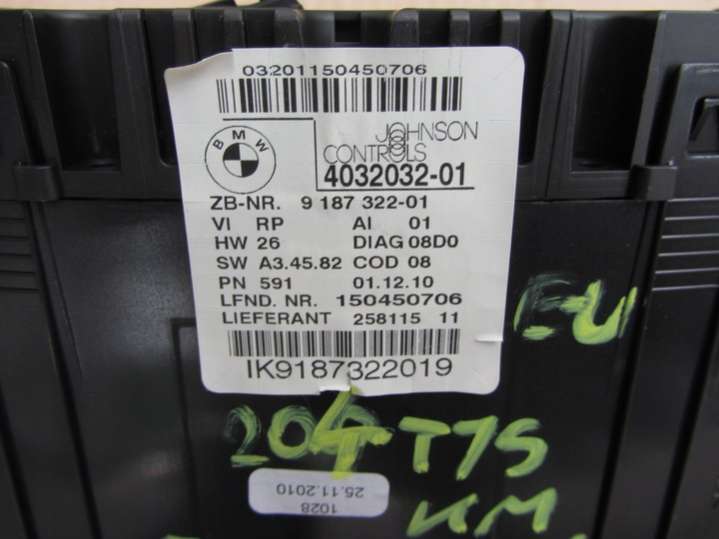 03201150450706
BMW
JOHNSON
CONTROLS
4032032-01
ZB-NR. 9 187 322-01
VI RP AI 01
HW 26 DIAG 08D0
SW A3.45.82 COD 08
PN 591 01.12.10
LFND. NR. 150450706
LIEFERANT 258115 11
IK9187322019
EU
204 T75
KM
1028
25.11.2010